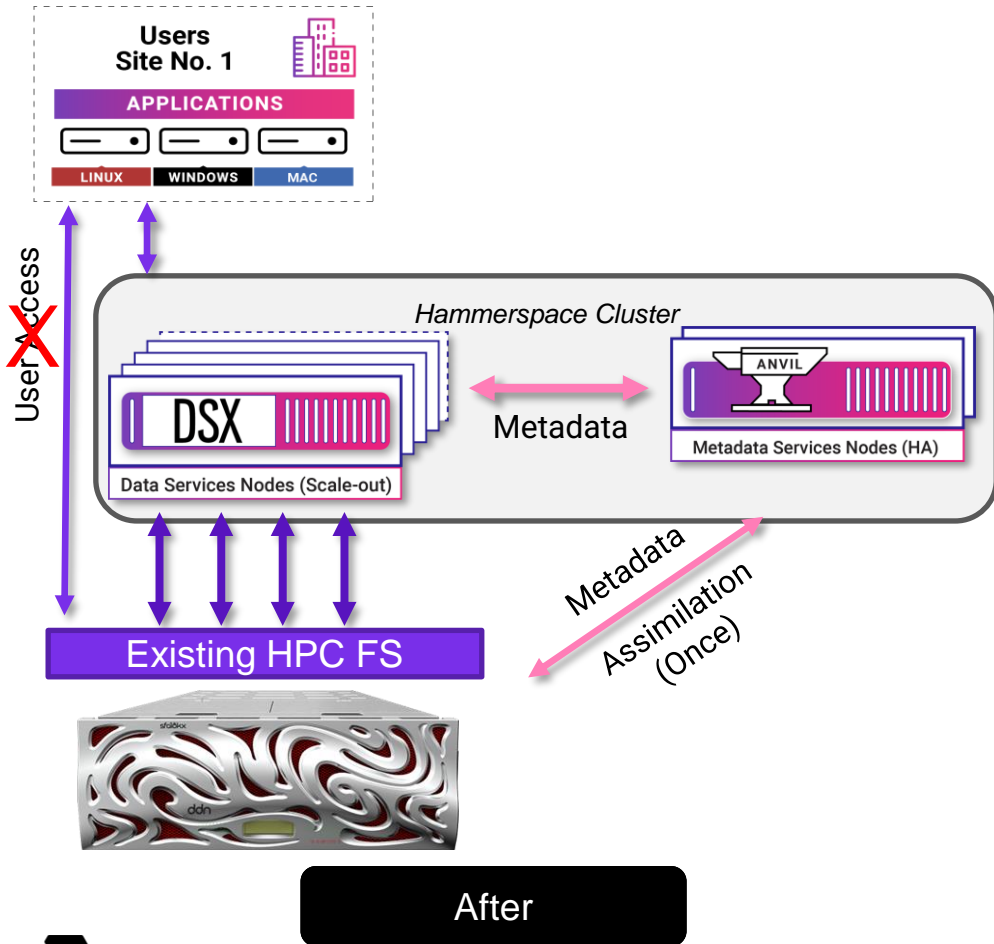 Users
Site No. 1
APPLICATIONS
LINUX
WINDOWS
MAC
User Access
X
Hammerspace Cluster
DSX
Data Services Nodes (Scale-out)
Metadata
ANVIL
Metadata Services Nodes (HA)
Metadata
Assimilation
(Once)
Existing HPC FS
ddn
After